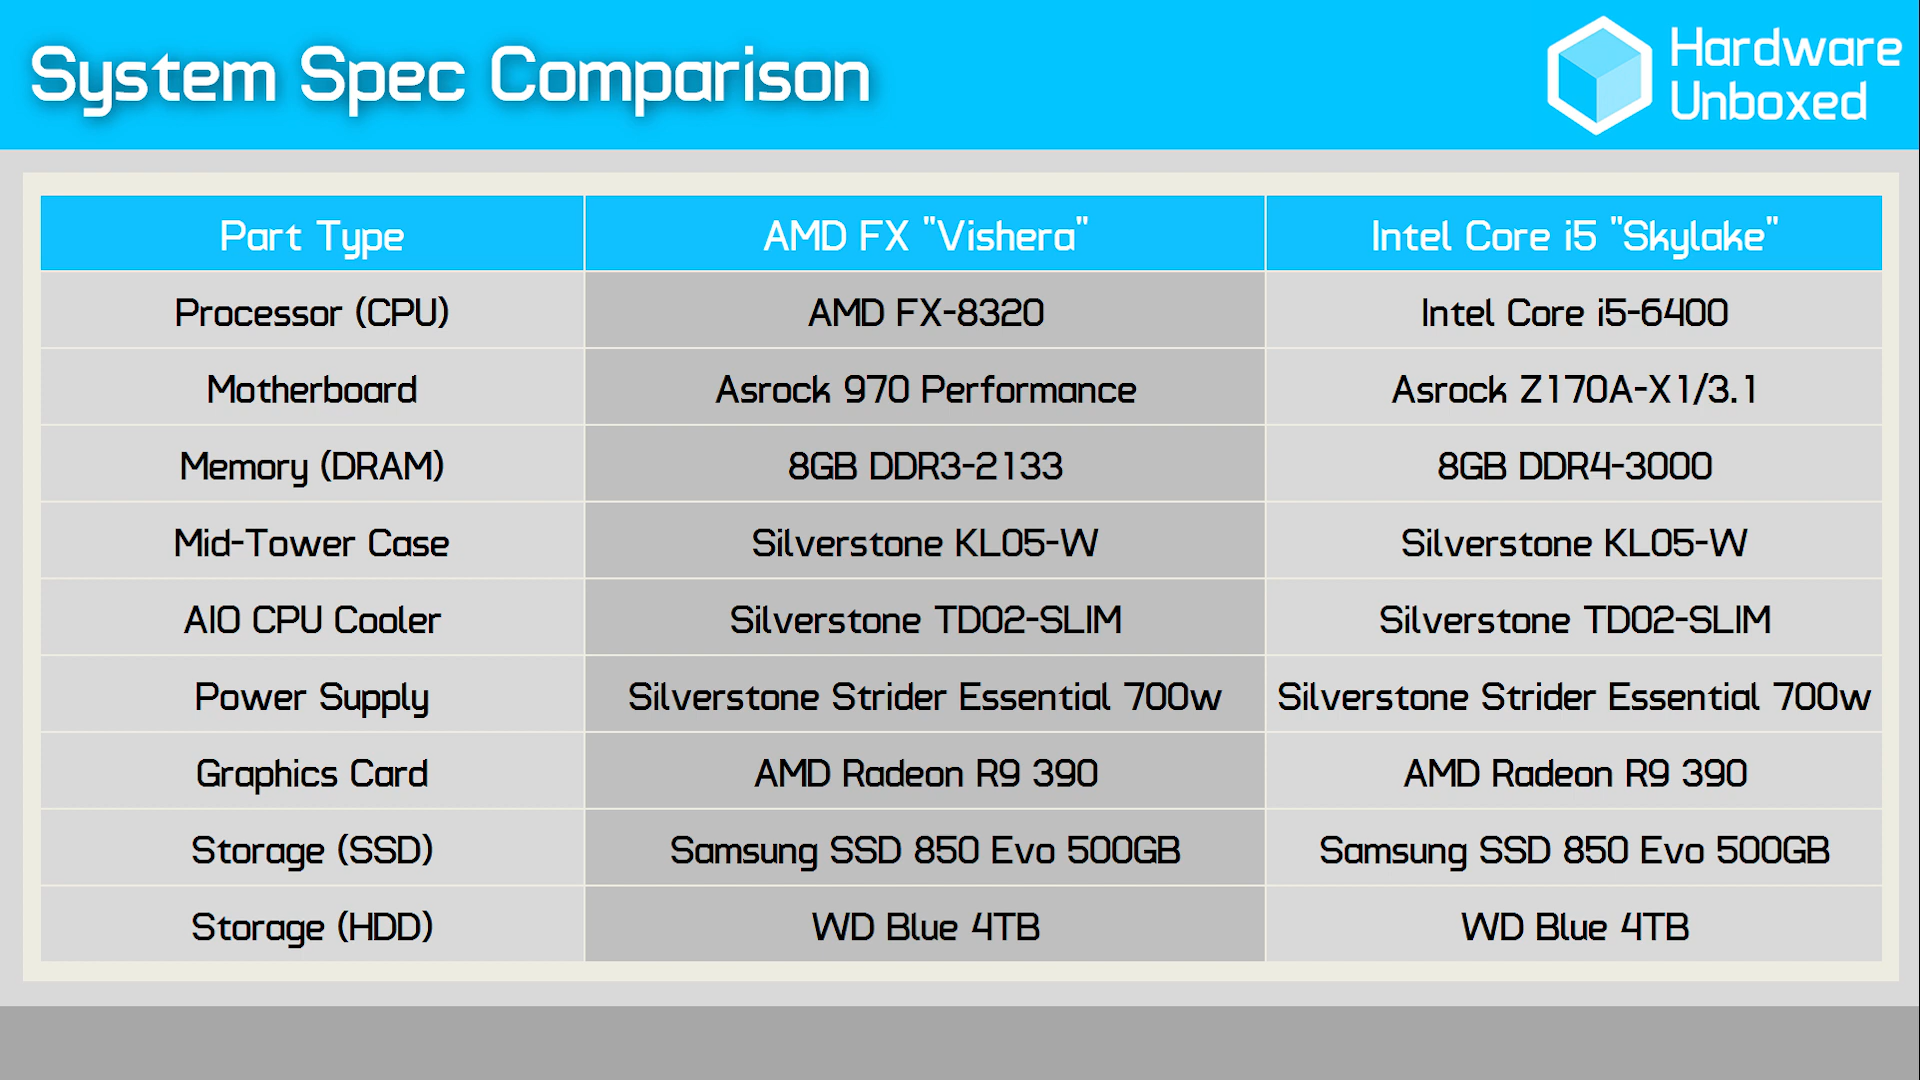 System Spec Comparison
Hardware
Unboxed
Part Type AMD FX "Vishera" Intel Core i5 "Skylake"
Processor (CPU) AMD FX-8320 Intel Core i5-6400
Motherboard Asrock 970 Performance Asrock Z170A-X1/3.1
Memory (DRAM) 8GB DDR3-2133 8GB DDR4-3000
Mid-Tower Case Silverstone KL05-W Silverstone KL05-W
AIO CPU Cooler Silverstone TD02-SLIM Silverstone TD02-SLIM
Power Supply Silverstone Strider Essential 700w Silverstone Strider Essential 700w
Graphics Card AMD Radeon R9 390 AMD Radeon R9 390
Storage (SSD) Samsung SSD 850 Evo 500GB Samsung SSD 850 Evo 500GB
Storage (HDD) WD Blue 4TB WD Blue 4TB